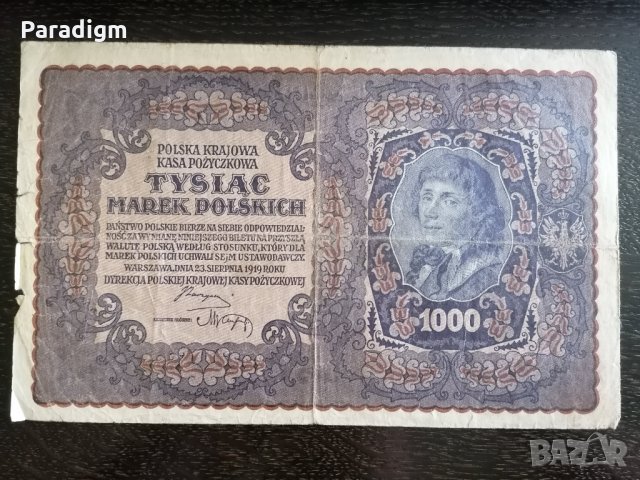 Paradigm
POLSKA KRAJOWA
KASA POŻYCZKOWA
TYSIĄC
MAREK POLSKICH
PAŃSTWO POLSKIE BIERZE NA SIEBIE ODPOWIEDZIAL-
NOŚĆ ZA WYMIANĘ NINIEJSZEGO BILETU NA PRZYSZŁĄ
WALUTĘ POLSKĄ WEDŁUG STOSUNKU, KTÓRY DLA
MAREK POLSKICH UCHWALI SEJM USTAWODAWCZY.
WARSZAWA, DNIA 23. SIERPNIA 1919 ROKU
DYREKCJA POLSKIEJ KRAJOWEJ KASY POŻYCZKOWEJ
1000
BAZAR